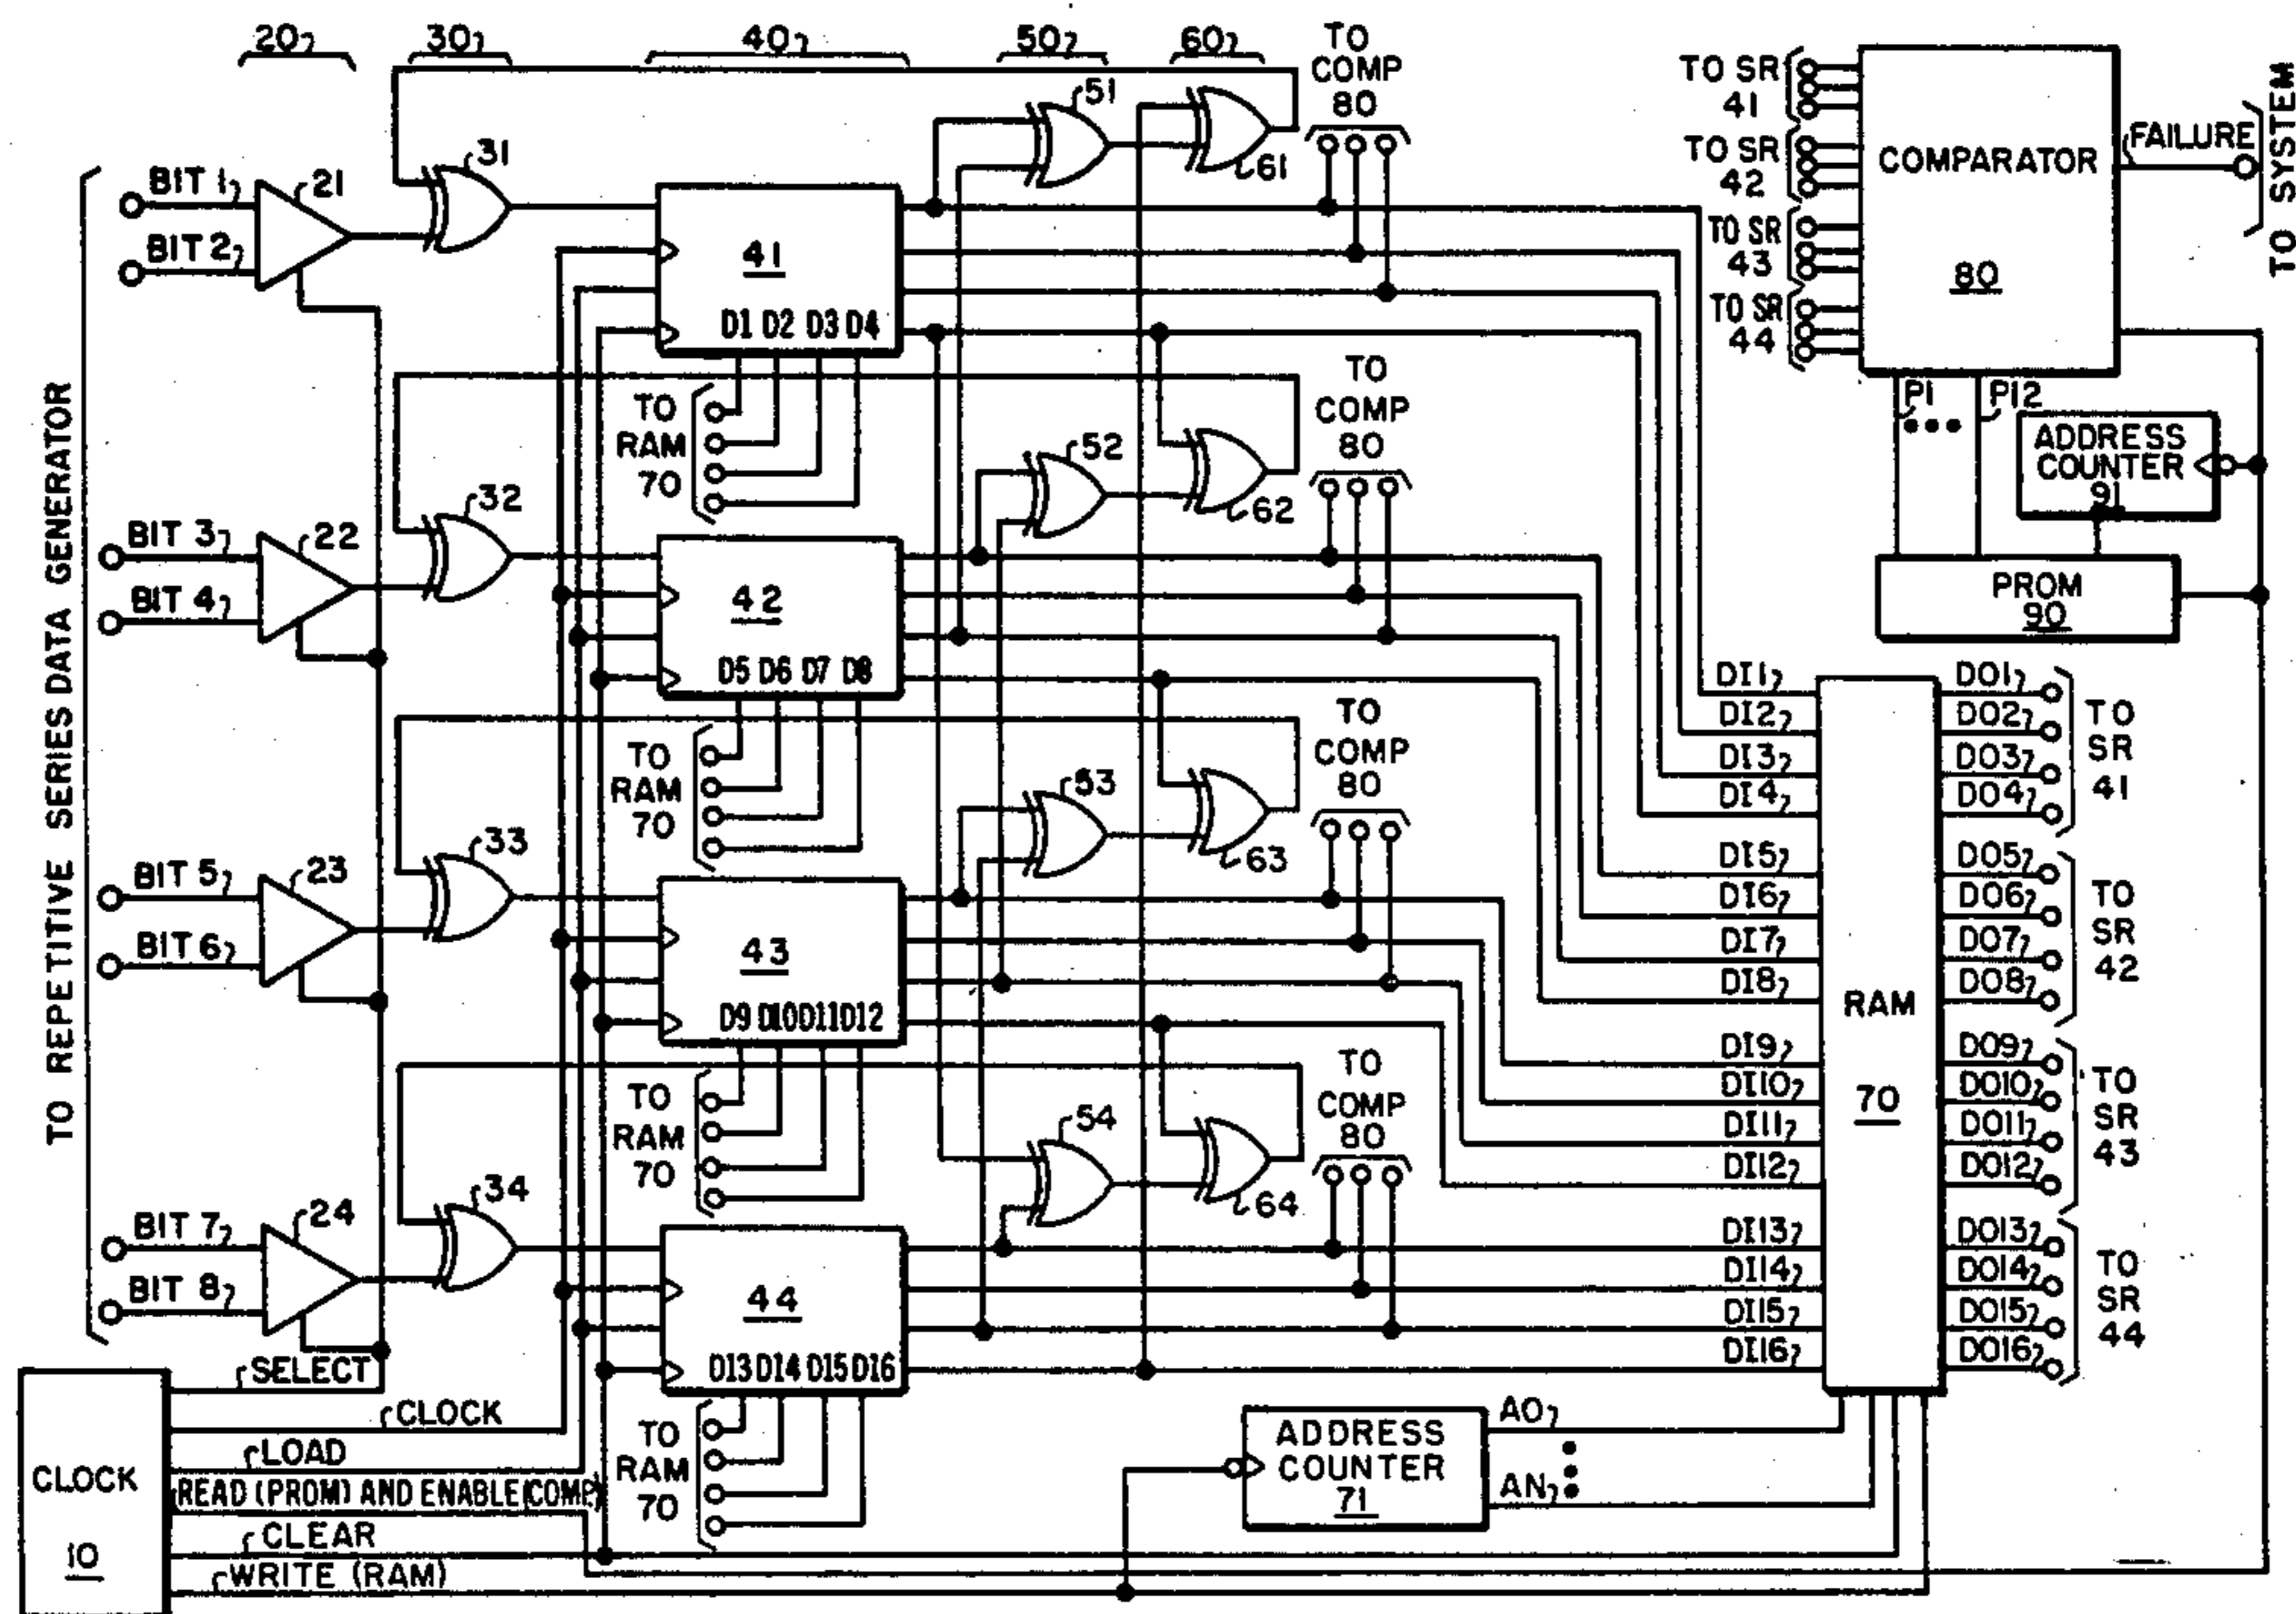 20 30 40 50 60 TO COMP 80
TO SR 41
TO SR 42
TO SR 43
TO SR 44
COMPARATOR 80
FAILURE
TO SYSTEM
P1 P12
ADDRESS COUNTER 91
PROM 90
TO REPETITIVE SERIES DATA GENERATOR
BIT 1 21 31 41 51 61
BIT 2
D1 D2 D3 D4
TO RAM 70
TO COMP 80
BIT 3 22 32 42 52 62
BIT 4
D5 D6 D7 D8
TO RAM 70
TO COMP 80
BIT 5 23 33 43 53 63
BIT 6
D9 D10 D11 D12
TO RAM 70
TO COMP 80
BIT 7 24 34 44 54 64
BIT 8
D13 D14 D15 D16
TO RAM 70
DI1 DO1
DI2 DO2
DI3 DO3
DI4 DO4
TO SR 41
DI5 DO5
DI6 DO6
DI7 DO7
DI8 DO8
TO SR 42
RAM 70
DI9 DO9
DI10 DO10
DI11 DO11
DI12 DO12
TO SR 43
DI13 DO13
DI14 DO14
DI15 DO15
DI16 DO16
TO SR 44
CLOCK 10
SELECT
CLOCK
LOAD
READ (PROM) AND ENABLE (COMP)
CLEAR
WRITE (RAM)
ADDRESS COUNTER 71
AO
AN